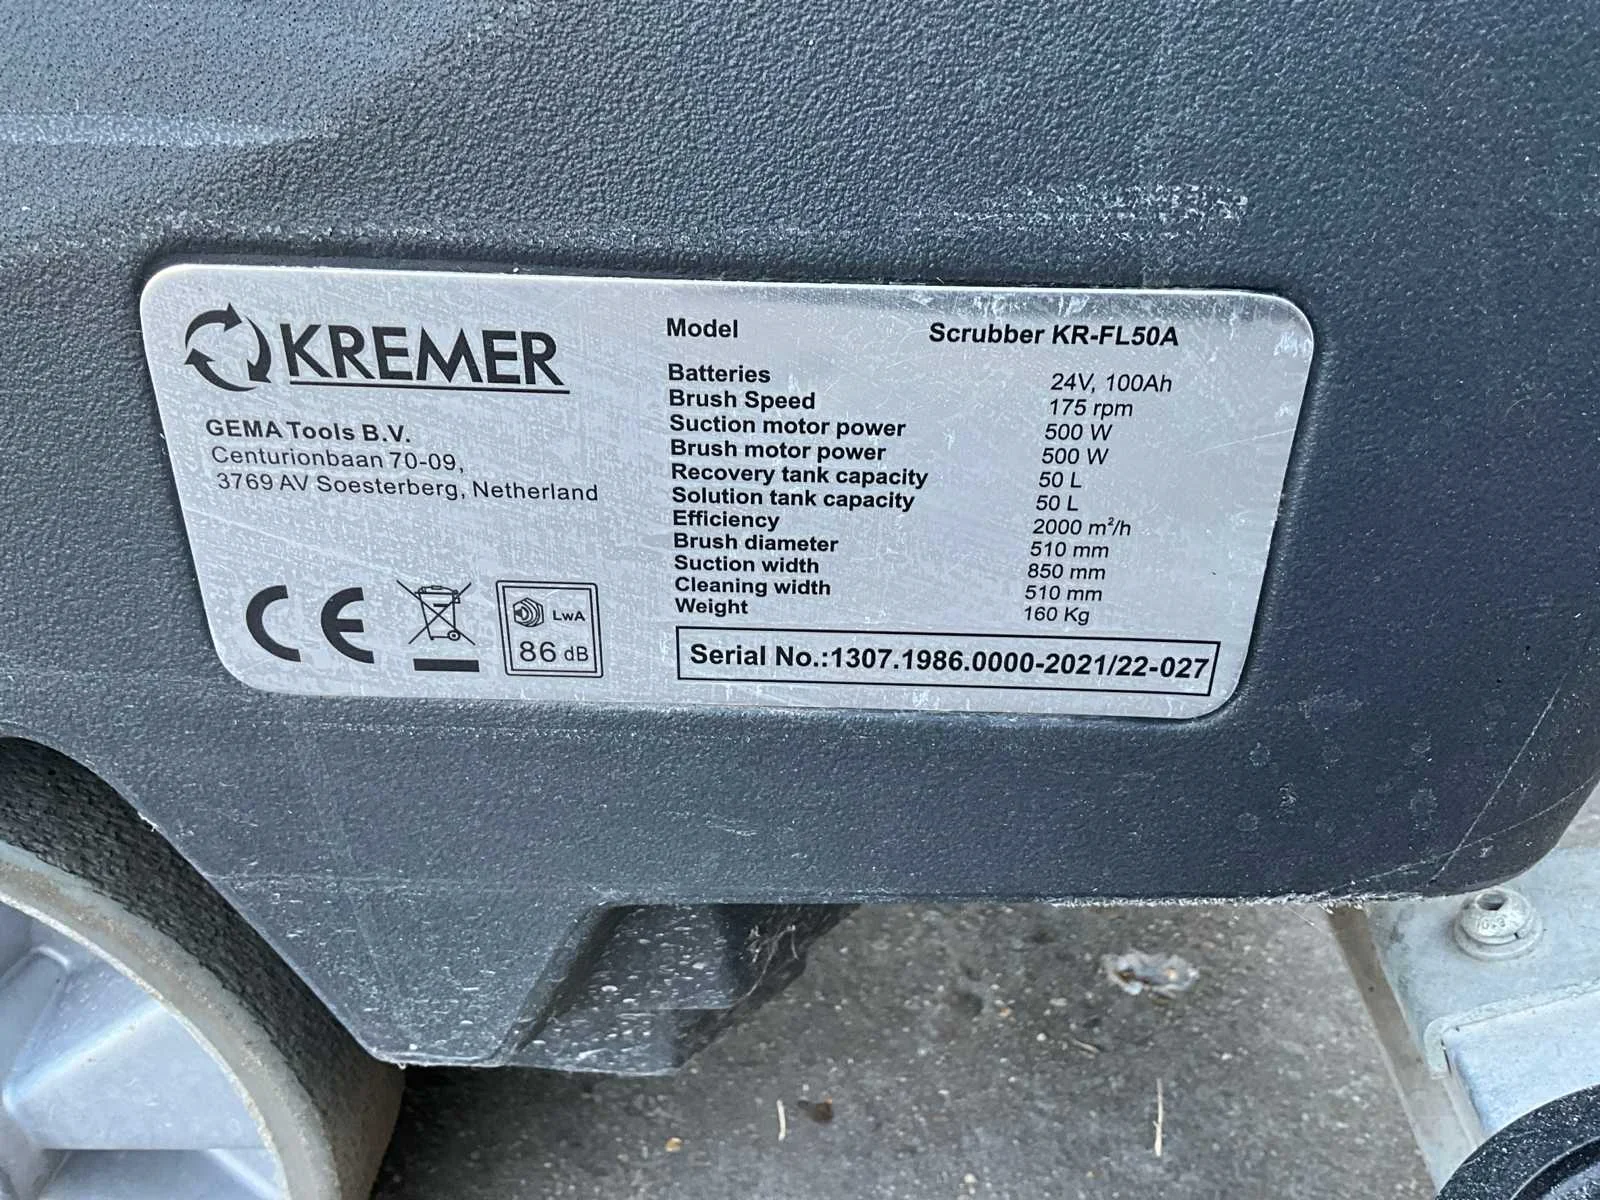 KREMER
GEMA Tools B.V.
Centurionbaan 70-09,
3769 AV Soesterberg, Netherland
CE
LwA
86 dB
Model Scrubber KR-FL50A
Batteries 24V, 100Ah
Brush Speed 175 rpm
Suction motor power 500 W
Brush motor power 500 W
Recovery tank capacity 50 L
Solution tank capacity 50 L
Efficiency 2000 m²/h
Brush diameter 510 mm
Suction width 850 mm
Cleaning width 510 mm
Weight 160 Kg
Serial No.:1307.1986.0000-2021/22-027